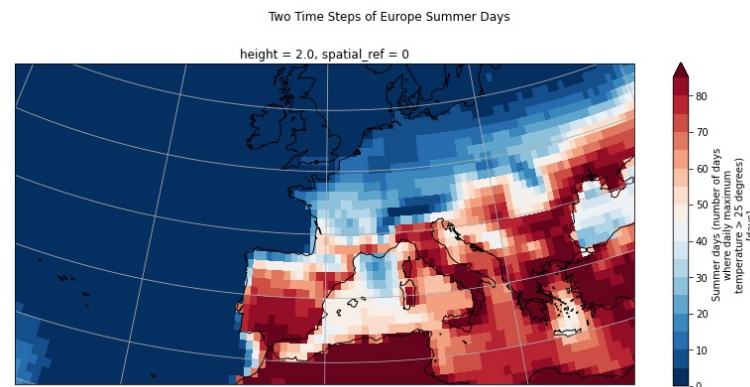 Two Time Steps of Europe Summer Days
height = 2.0, spatial_ref = 0
80
70
60
50
40
30
20
10
0
Summer days (number of days
where daily maximum
temperature > 25 degrees)